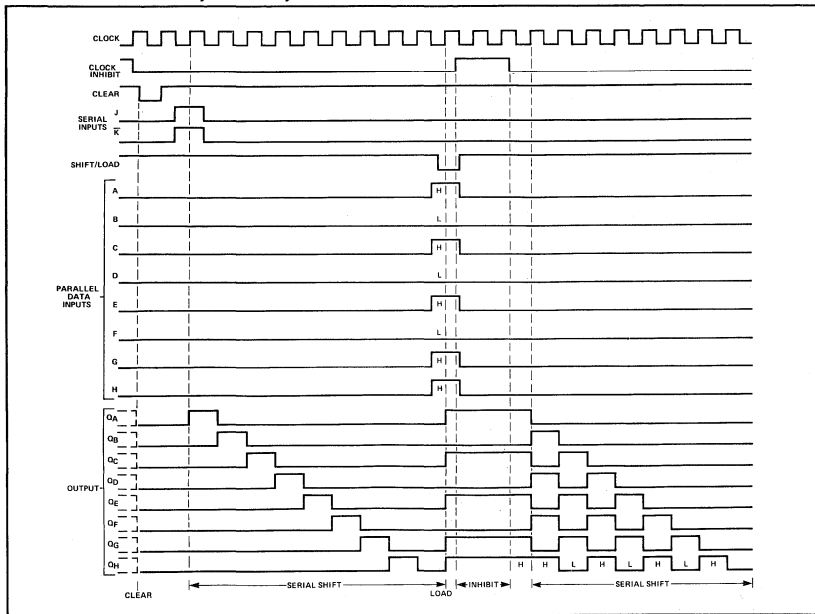 CLOCK
CLOCK
INHIBIT
CLEAR
SERIAL
INPUTS
J
K̅
SHIFT/LOAD
PARALLEL
DATA
INPUTS
A H
B L
C H
D L
E H
F L
G H
H H
OUTPUT
QA
QB
QC
QD
QE
QF
QG
QH H H L H L H L H
SERIAL SHIFT INHIBIT SERIAL SHIFT
CLEAR LOAD